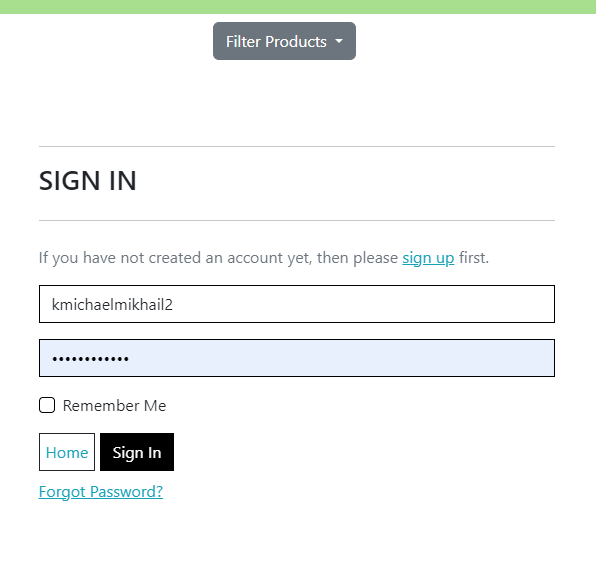 Filter Products
SIGN IN
If you have not created an account yet, then please sign up first.
kmichaelmikhail2
••••••••••••
Remember Me
Home Sign In
Forgot Password?